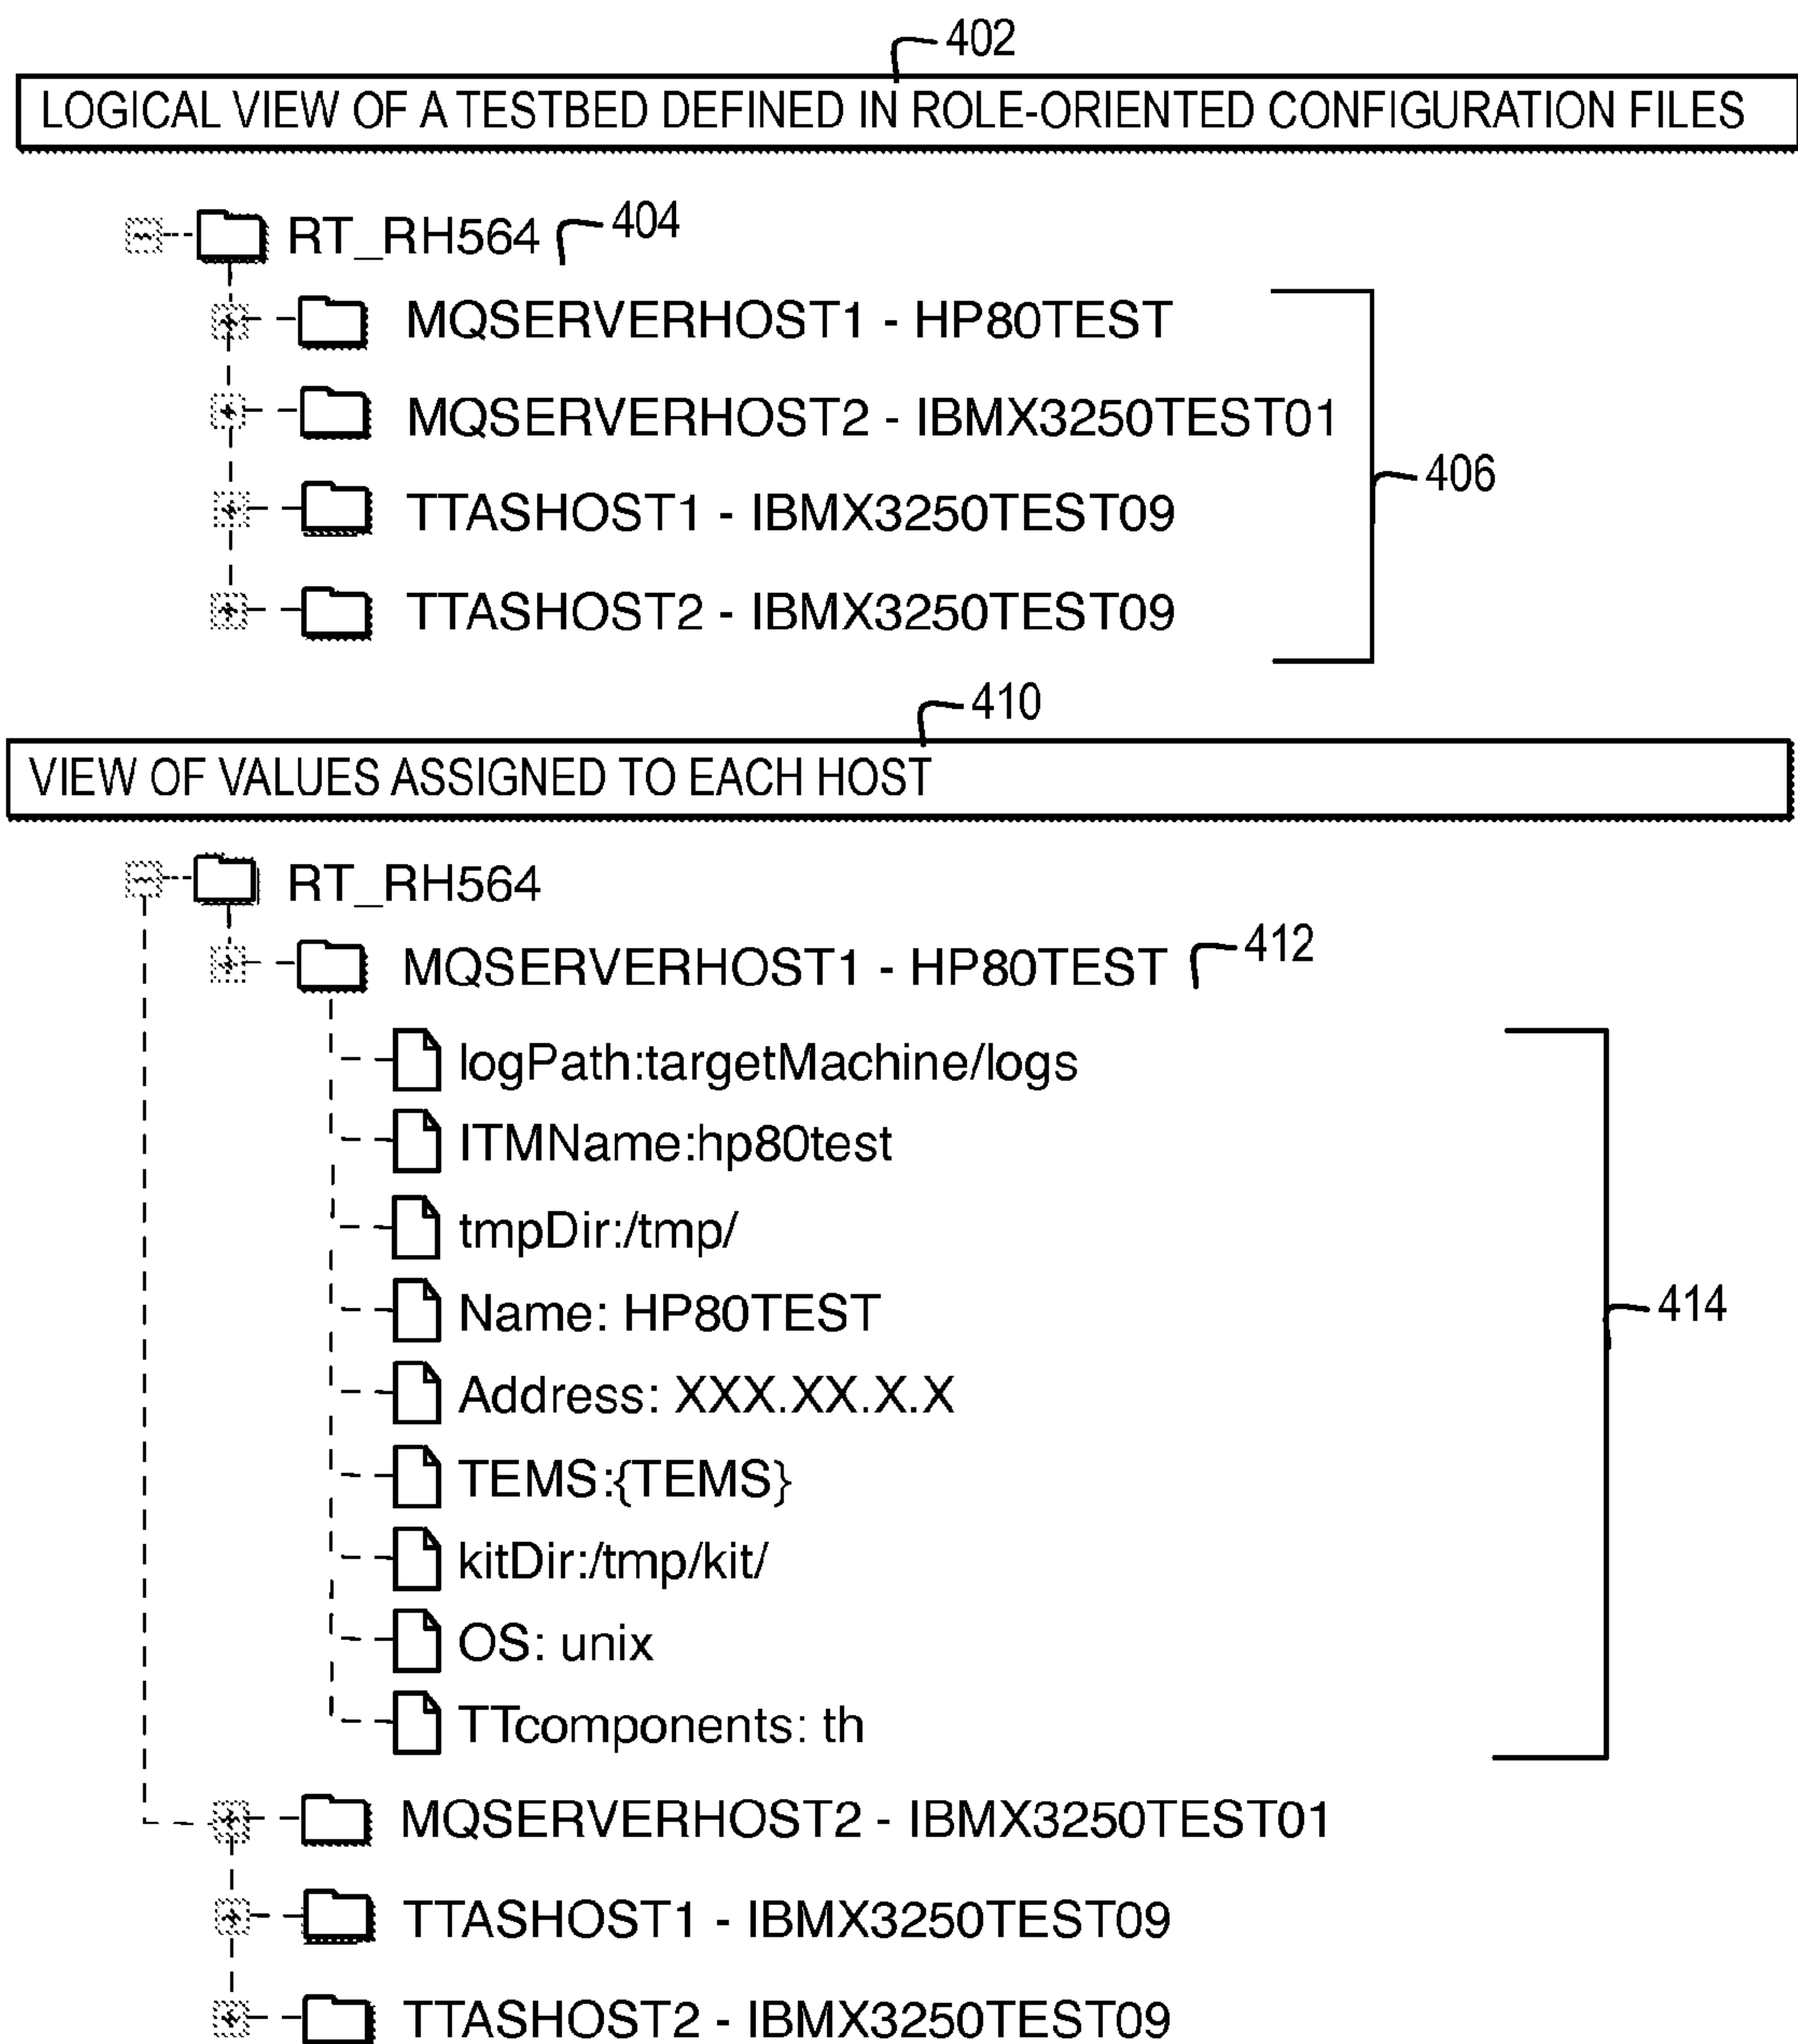 402
LOGICAL VIEW OF A TESTBED DEFINED IN ROLE-ORIENTED CONFIGURATION FILES
RT_RH564 404
MQSERVERHOST1 - HP80TEST
MQSERVERHOST2 - IBMX3250TEST01
406
TTASHOST1 - IBMX3250TEST09
TTASHOST2 - IBMX3250TEST09
410
VIEW OF VALUES ASSIGNED TO EACH HOST
RT_RH564
MQSERVERHOST1 - HP80TEST 412
logPath:targetMachine/logs
ITMName:hp80test
tmpDir:/tmp/
Name: HP80TEST
414
Address: XXX.XX.X.X
TEMS:{TEMS}
kitDir:/tmp/kit/
OS: unix
TTcomponents: th
MQSERVERHOST2 - IBMX3250TEST01
TTASHOST1 - IBMX3250TEST09
TTASHOST2 - IBMX3250TEST09